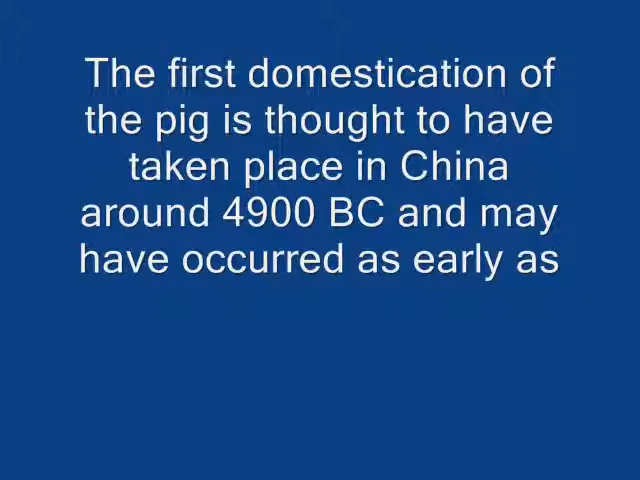 The first domestication of
the pig is thought to have
taken place in China
around 4900 BC and may
have occurred as early as